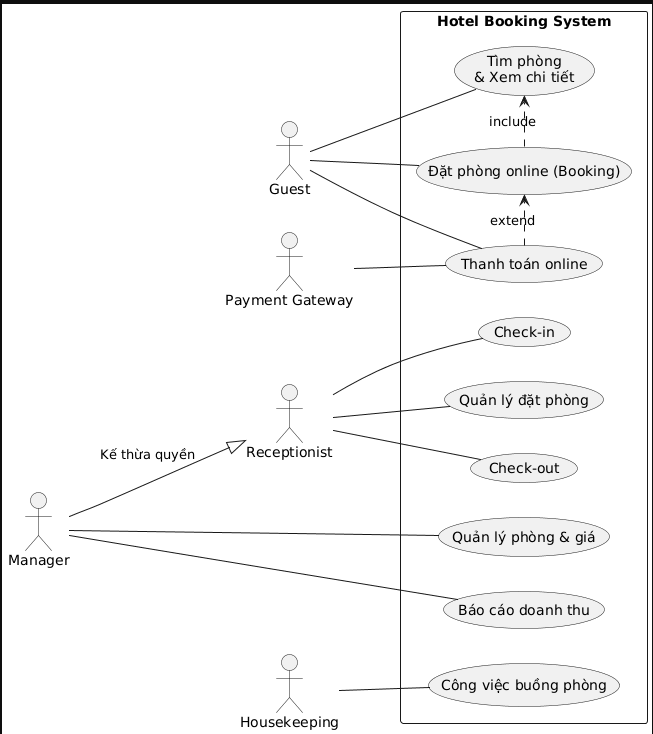 Hotel Booking System
Tìm phòng
& Xem chi tiết
include
Đặt phòng online (Booking)
Guest
extend
Thanh toán online
Payment Gateway
Check-in
Quản lý đặt phòng
Receptionist
Kế thừa quyền
Check-out
Quản lý phòng & giá
Manager
Báo cáo doanh thu
Công việc buồng phòng
Housekeeping